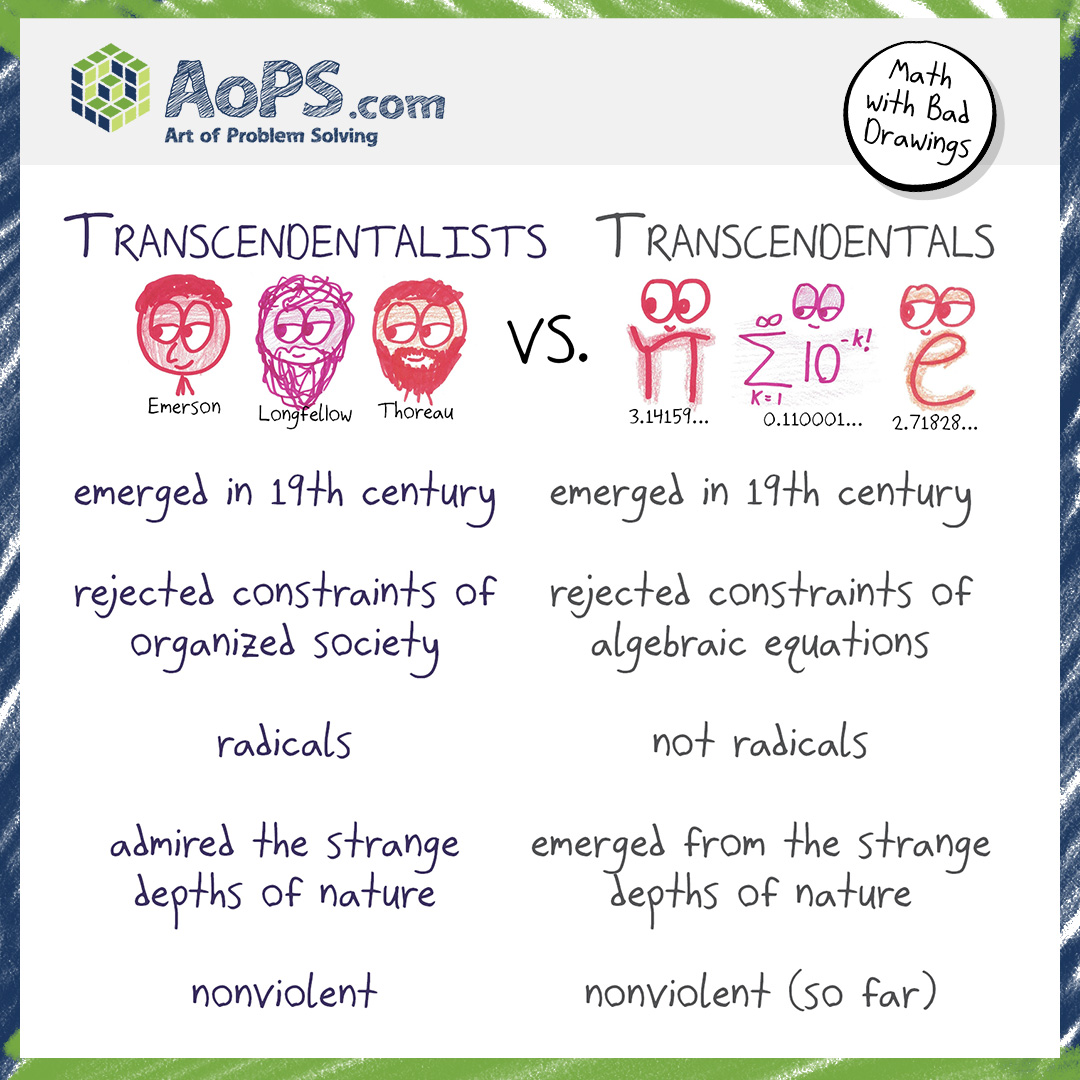 AoPS.com
Art of Problem Solving
Math
with Bad
Drawings
TRANSCENDENTALISTS
Emerson
Longfellow
Thoreau
vs.
TRANSCENDENTALS
π
∞
∑ 10^-k!
k=1
e
3.14159...
0.110001...
2.71828...
emerged in 19th century
emerged in 19th century
rejected constraints of
organized society
rejected constraints of
algebraic equations
radicals
not radicals
admired the strange
depths of nature
emerged from the strange
depths of nature
nonviolent
nonviolent (so far)